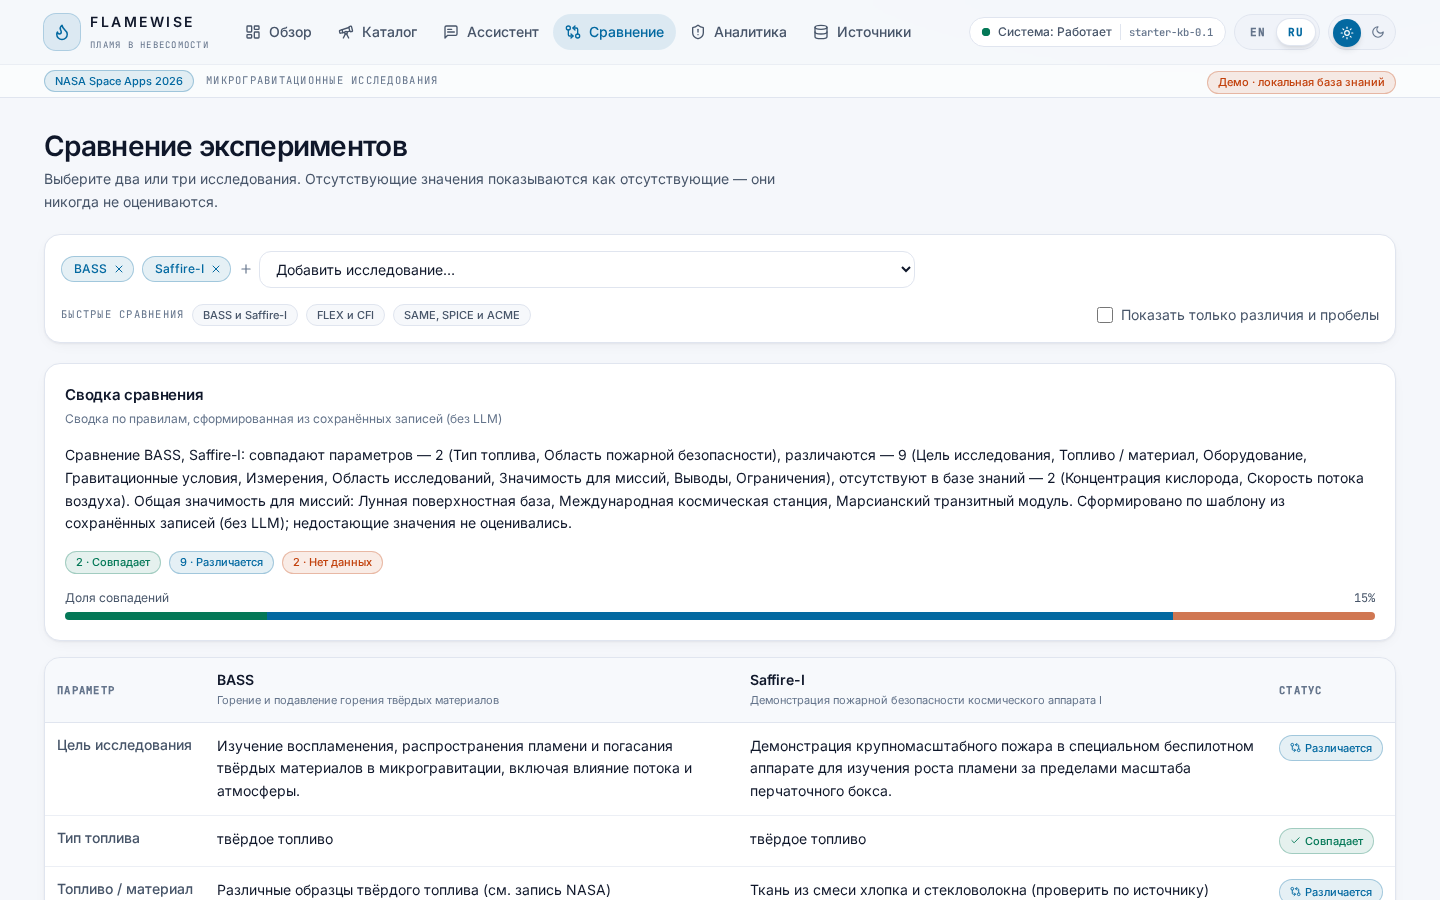 FLAMEWISE
ПЛАМЯ В НЕВЕСОМОСТИ
Обзор
Каталог
Ассистент
Сравнение
Аналитика
Источники
Система: Работает
starter-kb-0.1
EN
RU
NASA Space Apps 2026
МИКРОГРАВИТАЦИОННЫЕ ИССЛЕДОВАНИЯ
Демо · локальная база знаний
Сравнение экспериментов
Выберите два или три исследования. Отсутствующие значения показываются как отсутствующие — они
никогда не оцениваются.
BASS
Saffire-I
Добавить исследование...
БЫСТРЫЕ СРАВНЕНИЯ
BASS и Saffire-I
FLEX и CFI
SAME, SPICE и ACME
Показать только различия и пробелы
Сводка сравнения
Сводка по правилам, сформированная из сохранённых записей (без LLM)
Сравнение BASS, Saffire-I: совпадают параметров — 2 (Тип топлива, Область пожарной безопасности), различаются — 9 (Цель исследования, Топливо / материал, Оборудование,
Гравитационные условия, Измерения, Область исследований, Значимость для миссий, Выводы, Ограничения), отсутствуют в базе знаний — 2 (Концентрация кислорода, Скорость потока
воздуха). Общая значимость для миссий: Лунная поверхностная база, Международная космическая станция, Марсианский транзитный модуль. Сформировано по шаблону из
сохранённых записей (без LLM); недостающие значения не оценивались.
2 · Совпадает
9 · Различается
2 · Нет данных
Доля совпадений
15%
ПАРАМЕТР
BASS
Горение и подавление горения твёрдых материалов
Saffire-I
Демонстрация пожарной безопасности космического аппарата I
СТАТУС
Цель исследования
Изучение воспламенения, распространения пламени и погасания
твёрдых материалов в микрогравитации, включая влияние потока и
атмосферы.
Демонстрация крупномасштабного пожара в специальном беспилотном
аппарате для изучения роста пламени за пределами масштаба
перчаточного бокса.
Различается
Тип топлива
твёрдое топливо
твёрдое топливо
Совпадает
Топливо / материал
Различные образцы твёрдого топлива (см. запись NASA)
Ткань из смеси хлопка и стекловолокна (проверить по источнику)
Различается